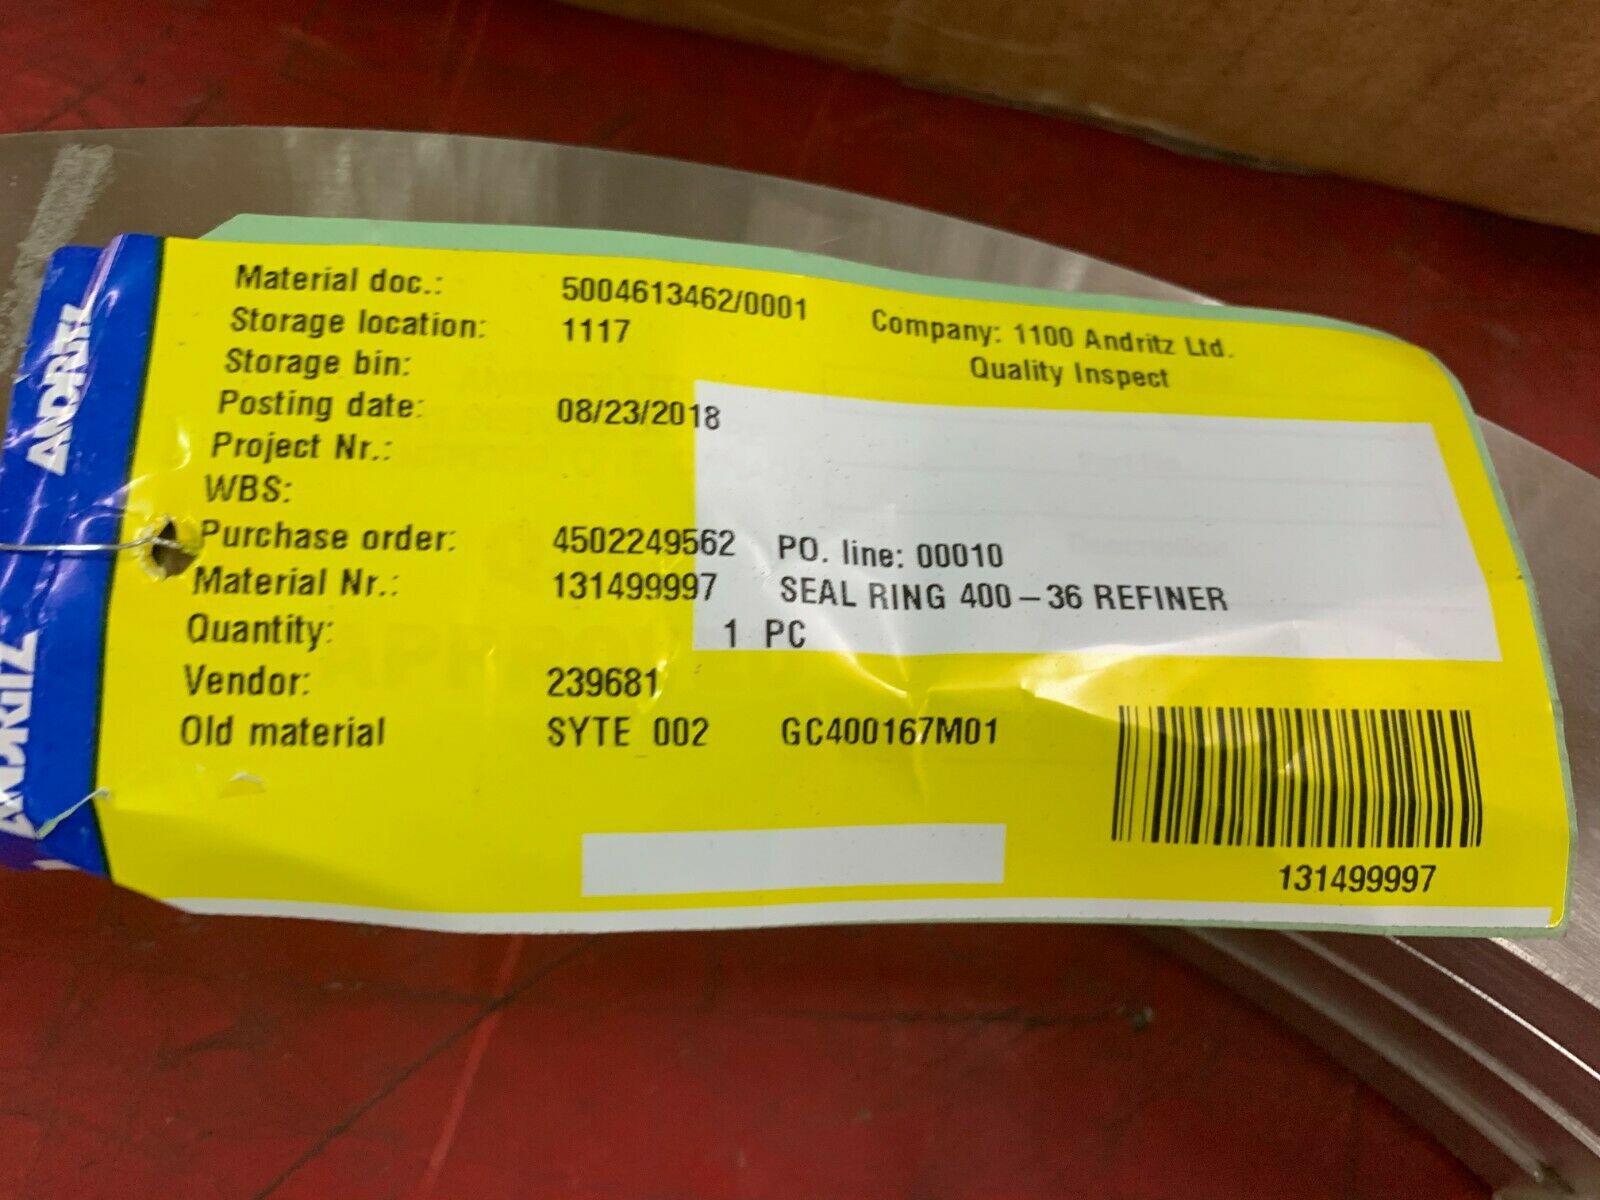 ANDRITZ
ANDRITZ
Material doc.: 5004613462/0001
Company: 1100 Andritz Ltd.
Storage location: 1117
Quality Inspect
Storage bin:
Posting date: 08/23/2018
Project Nr.:
WBS:
Purchase order: 4502249562 PO. line: 00010
Material Nr.: 131499997 SEAL RING 400-36 REFINER
Quantity: 1 PC
Vendor: 239681
Old material SYTE_002 GC400167M01
131499997